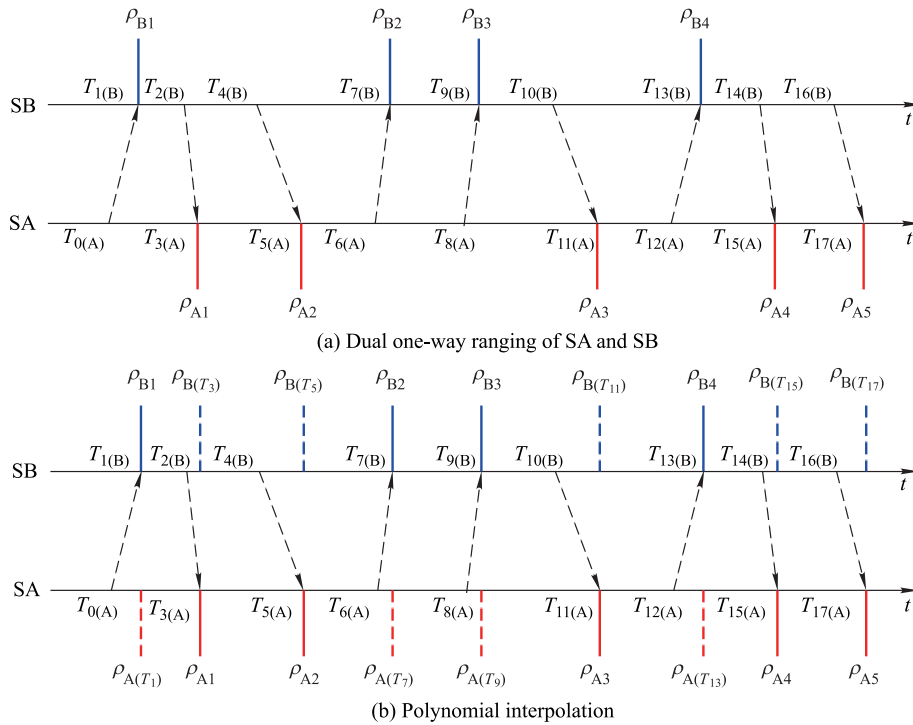 ρB1 ρB2 ρB3 ρB4
T1(B) T2(B) T4(B) T7(B) T9(B) T10(B) T13(B) T14(B) T16(B)
SB t
SA t
T0(A) T3(A) T5(A) T6(A) T8(A) T11(A) T12(A) T15(A) T17(A)
ρA1 ρA2 ρA3 ρA4 ρA5
(a) Dual one-way ranging of SA and SB
ρB1 ρB(T3) ρB(T5) ρB2 ρB3 ρB(T11) ρB4 ρB(T15) ρB(T17)
T1(B) T2(B) T4(B) T7(B) T9(B) T10(B) T13(B) T14(B) T16(B)
SB t
SA t
T0(A) T3(A) T5(A) T6(A) T8(A) T11(A) T12(A) T15(A) T17(A)
ρA(T1) ρA1 ρA2 ρA(T7) ρA(T9) ρA3 ρA(T13) ρA4 ρA5
(b) Polynomial interpolation